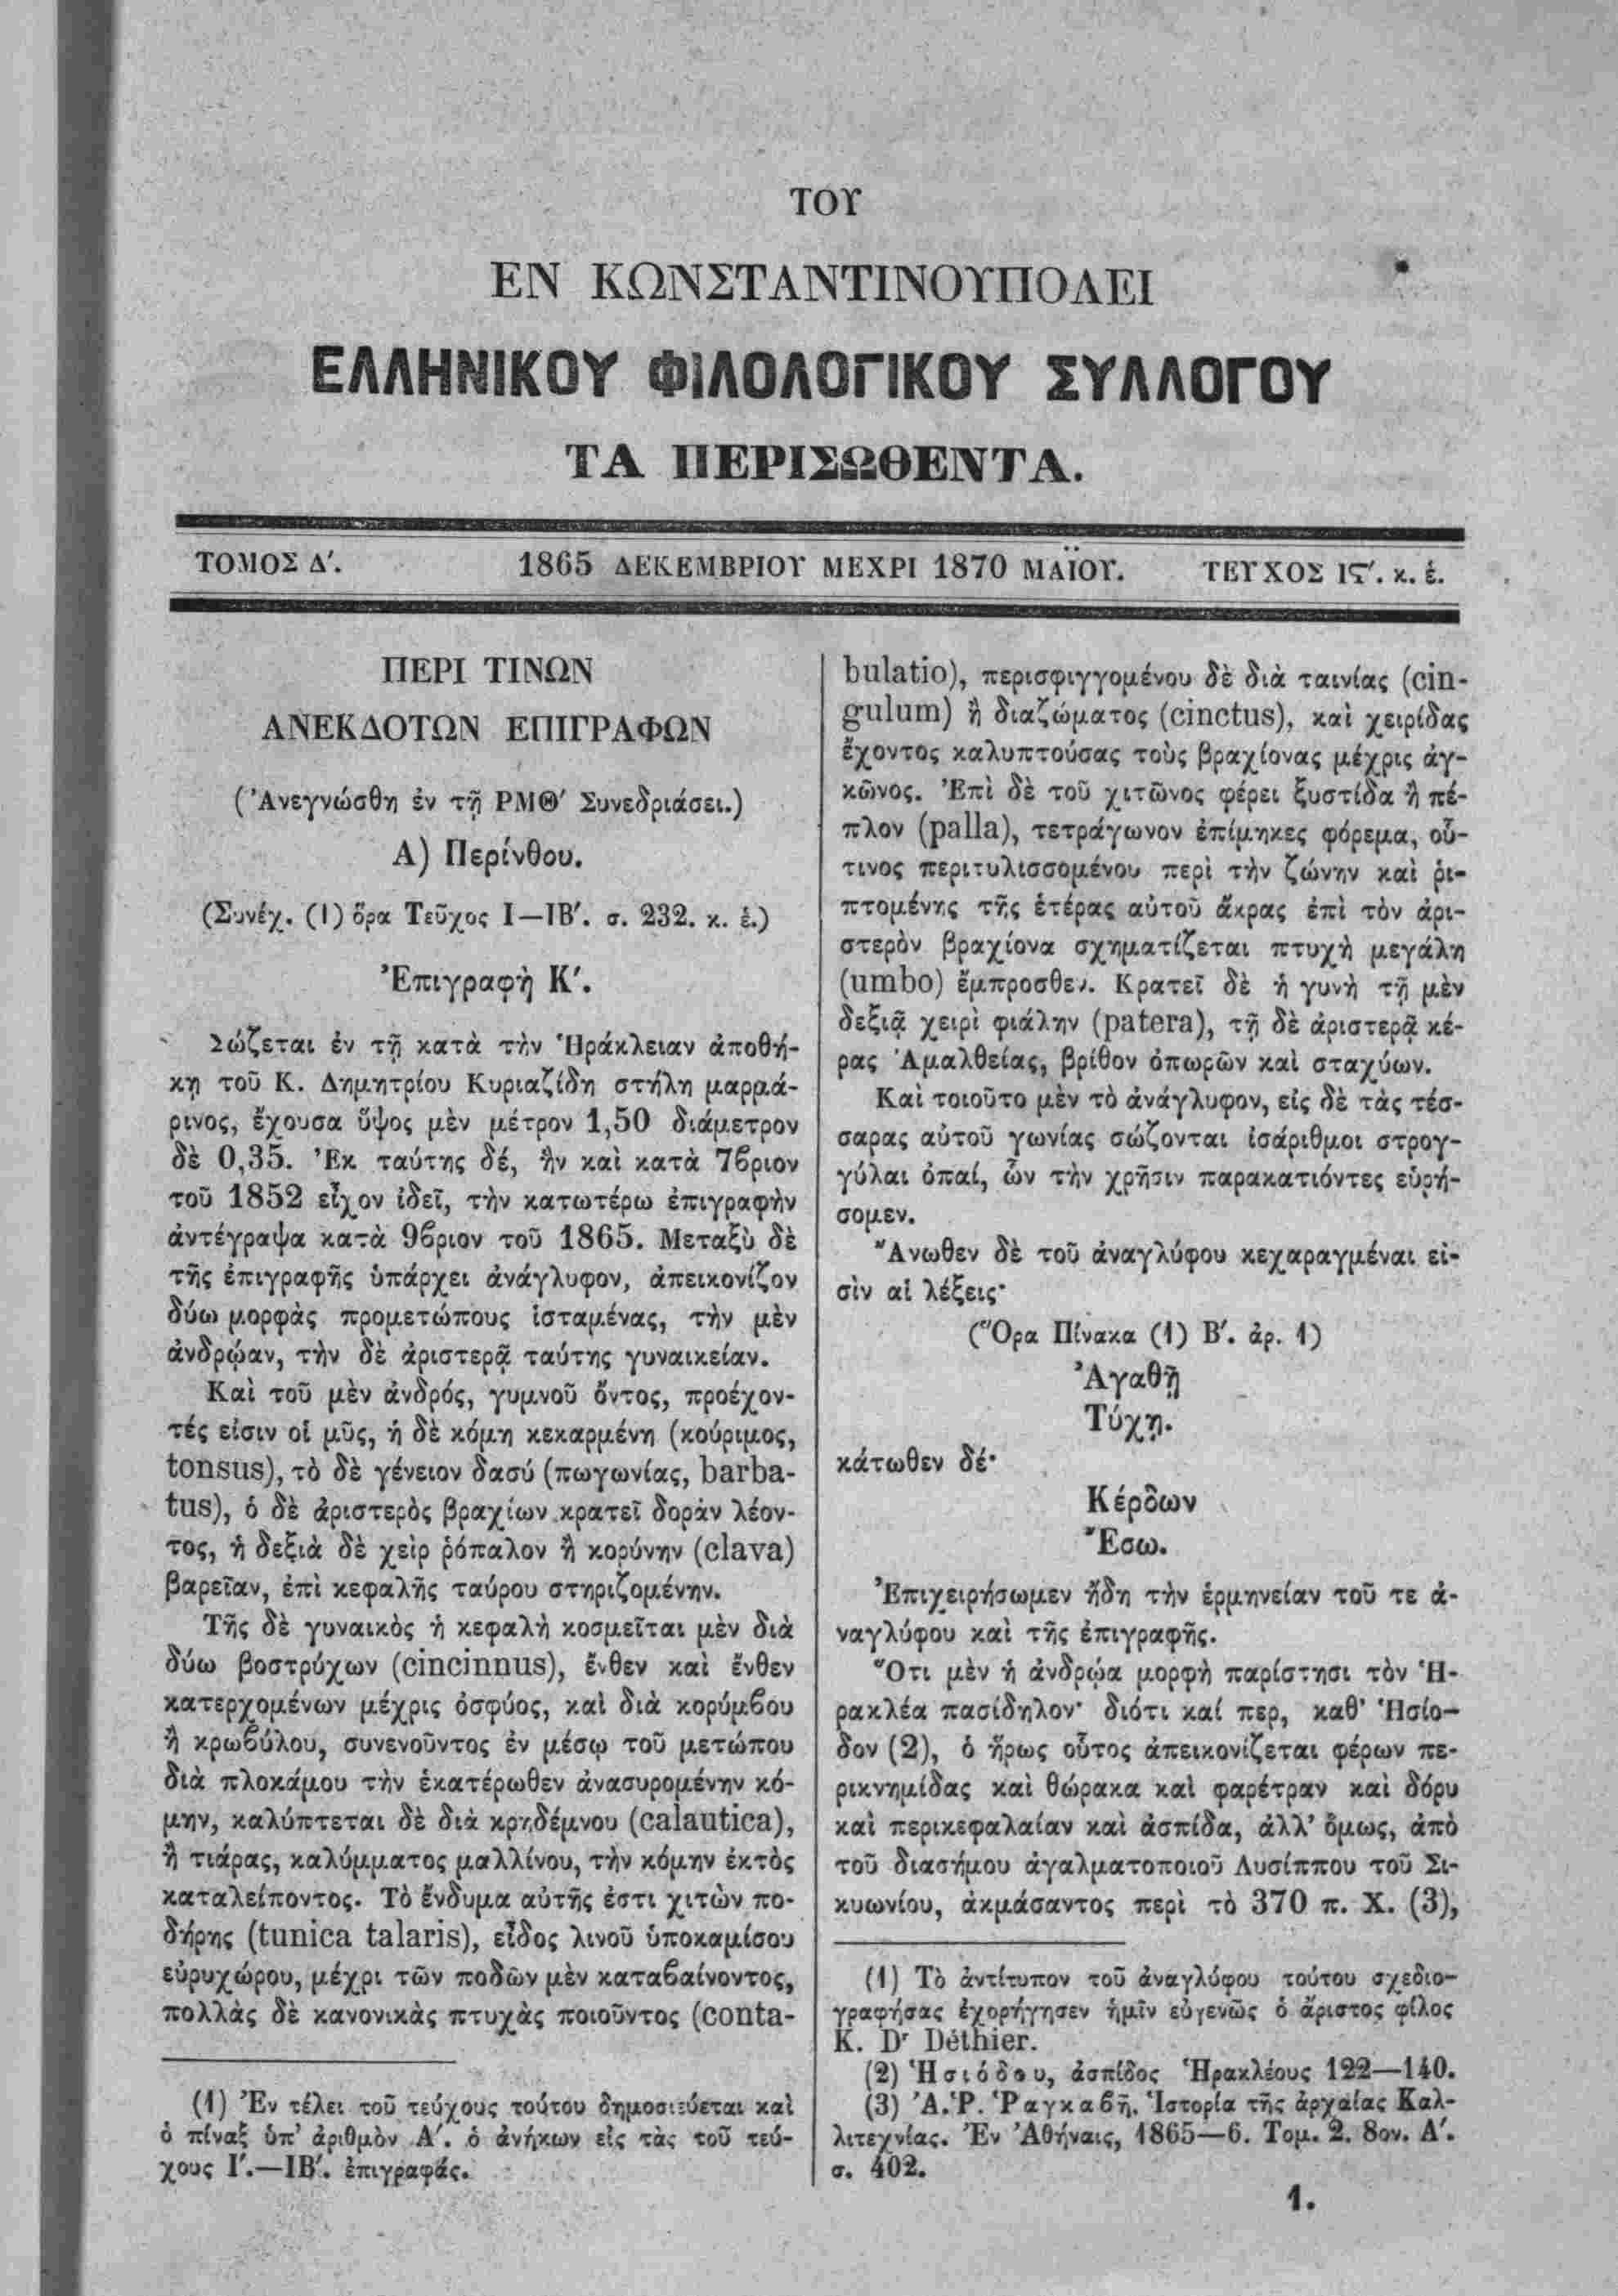 ΤΟΥ
ΕΝ ΚΩΝΣΤΑΝΤΙΝΟΥΠΟΛΕΙ
ΕΛΛΗΝΙΚΟΥ ΦΙΛΟΛΟΓΙΚΟΥ ΣΥΛΛΟΓΟΥ
ΤΑ ΠΕΡΙΣΩΘΕΝΤΑ.
ΤΟΜΟΣ Δ΄. 1865 ΔΕΚΕΜΒΡΙΟΥ ΜΕΧΡΙ 1870 ΜΑΪΟΥ. ΤΕΥΧΟΣ ΙϚ΄. κ. ἑ.
ΠΕΡΙ ΤΙΝΩΝ
ΑΝΕΚΔΟΤΩΝ ΕΠΙΓΡΑΦΩΝ
(Ἀνεγνώσθη ἐν τῇ ΡΜΘ΄ Συνεδριάσει.)
Α) Περίνθου.
(Συνέχ. (1) ὅρα Τεῦχος Ι—ΙΒ΄. σ. 232. κ. ἑ.)
Ἐπιγραφὴ Κ΄.
Σώζεται ἐν τῇ κατὰ τὴν Ἡράκλειαν ἀποθή-
κῃ τοῦ Κ. Δημητρίου Κυριαζίδη στήλη μαρμά-
ρινος, ἔχουσα ὕψος μὲν μέτρον 1,50 διάμετρον
δὲ 0,35. Ἐκ ταύτης δέ, ἣν καὶ κατὰ 7βριον
τοῦ 1852 εἶχον ἰδεῖ, τὴν κατωτέρω ἐπιγραφὴν
ἀντέγραψα κατὰ 9βριον τοῦ 1865. Μεταξὺ δὲ
τῆς ἐπιγραφῆς ὑπάρχει ἀνάγλυφον, ἀπεικονίζον
δύω μορφὰς προμετώπους ἱσταμένας, τὴν μὲν
ἀνδρῴαν, τὴν δὲ ἀριστερᾷ ταύτης γυναικείαν.
Καὶ τοῦ μὲν ἀνδρός, γυμνοῦ ὄντος, προέχον-
τές εἰσιν οἱ μῦς, ἡ δὲ κόμη κεκαρμένη (κούριμος,
tonsus), τὸ δὲ γένειον δασύ (πωγωνίας, barba-
tus), ὁ δὲ ἀριστερὸς βραχίων κρατεῖ δορὰν λέον-
τος, ἡ δεξιὰ δὲ χεὶρ ῥόπαλον ἢ κορύνην (clava)
βαρεῖαν, ἐπὶ κεφαλῆς ταύρου στηριζομένην.
Τῆς δὲ γυναικὸς ἡ κεφαλὴ κοσμεῖται μὲν διὰ
δύω βοστρύχων (cincinnus), ἔνθεν καὶ ἔνθεν
κατερχομένων μέχρις ὀσφύος, καὶ διὰ κορύμβου
ἢ κρωβύλου, συνενοῦντος ἐν μέσῳ τοῦ μετώπου
διὰ πλοκάμου τὴν ἑκατέρωθεν ἀνασυρομένην κό-
μην, καλύπτεται δὲ διὰ κρηδέμνου (calautica),
ἢ τιάρας, καλύμματος μαλλίνου, τὴν κόμην ἐκτὸς
καταλείποντος. Τὸ ἔνδυμα αὐτῆς ἐστι χιτὼν πο-
δήρης (tunica talaris), εἶδος λινοῦ ὑποκαμίσου
εὐρυχώρου, μέχρι τῶν ποδῶν μὲν καταβαίνοντος,
πολλὰς δὲ κανονικὰς πτυχὰς ποιοῦντος (conta-
(1) Ἐν τέλει τοῦ τεύχους τούτου δημοσιεύεται καὶ
ὁ πίναξ ὑπ' ἀριθμὸν Α΄. ὁ ἀνήκων εἰς τὰς τοῦ τεύ-
χους Ι΄.—ΙΒ΄. ἐπιγραφάς.
bulatio), περισφιγγομένου δὲ διὰ ταινίας (cin-
gulum) ἢ διαζώματος (cinctus), καὶ χειρίδας
ἔχοντος καλυπτούσας τοὺς βραχίονας μέχρις ἀγ-
κῶνος. Ἐπὶ δὲ τοῦ χιτῶνος φέρει ξυστίδα ἢ πέ-
πλον (palla), τετράγωνον ἐπίμηκες φόρεμα, οὗ-
τινος περιτυλισσομένου περὶ τὴν ζώνην καὶ ῥι-
πτομένης τῆς ἑτέρας αὐτοῦ ἄκρας ἐπὶ τὸν ἀρι-
στερὸν βραχίονα σχηματίζεται πτυχὴ μεγάλη
(umbo) ἔμπροσθεν. Κρατεῖ δὲ ἡ γυνὴ τῇ μὲν
δεξιᾷ χειρὶ φιάλην (patera), τῇ δὲ ἀριστερᾷ κέ-
ρας Ἀμαλθείας, βρῖθον ὀπωρῶν καὶ σταχύων.
Καὶ τοιοῦτο μὲν τὸ ἀνάγλυφον, εἰς δὲ τὰς τέσ-
σαρας αὐτοῦ γωνίας σώζονται ἰσάριθμοι στρογ-
γύλαι ὀπαί, ὧν τὴν χρῆσιν παρακατιόντες εὑρή-
σομεν.
Ἄνωθεν δὲ τοῦ ἀναγλύφου κεχαραγμέναι εἰ-
σὶν αἱ λέξεις·
(Ὅρα Πίνακα (1) Β΄. ἀρ. 1)
Ἀγαθῇ
Τύχῃ.
κάτωθεν δέ·
Κέρδων
Ἔσω.
Ἐπιχειρήσωμεν ἤδη τὴν ἑρμηνείαν τοῦ τε ἀ-
ναγλύφου καὶ τῆς ἐπιγραφῆς.
Ὅτι μὲν ἡ ἀνδρῴα μορφὴ παρίστησι τὸν Ἡ-
ρακλέα πασίδηλον· διότι καί περ, καθ' Ἡσίο-
δον (2), ὁ ἥρως οὗτος ἀπεικονίζεται φέρων πε-
ρικνημίδας καὶ θώρακα καὶ φαρέτραν καὶ δόρυ
καὶ περικεφαλαίαν καὶ ἀσπίδα, ἀλλ' ὅμως, ἀπὸ
τοῦ διασήμου ἀγαλματοποιοῦ Λυσίππου τοῦ Σι-
κυωνίου, ἀκμάσαντος περὶ τὸ 370 π. Χ. (3),
(1) Τὸ ἀντίτυπον τοῦ ἀναγλύφου τούτου σχεδιο-
γραφήσας ἐχορήγησεν ἡμῖν εὐγενῶς ὁ ἄριστος φίλος
Κ. Dr Déthier.
(2) Ἡσιόδου, ἀσπίδος Ἡρακλέους 122—140.
(3) Ἀ.Ῥ. Ῥαγκαβῆ. Ἱστορία τῆς ἀρχαίας Καλ-
λιτεχνίας. Ἐν Ἀθήναις, 1865—6. Τομ. 2. 8ον. Α΄.
σ. 402.
1.